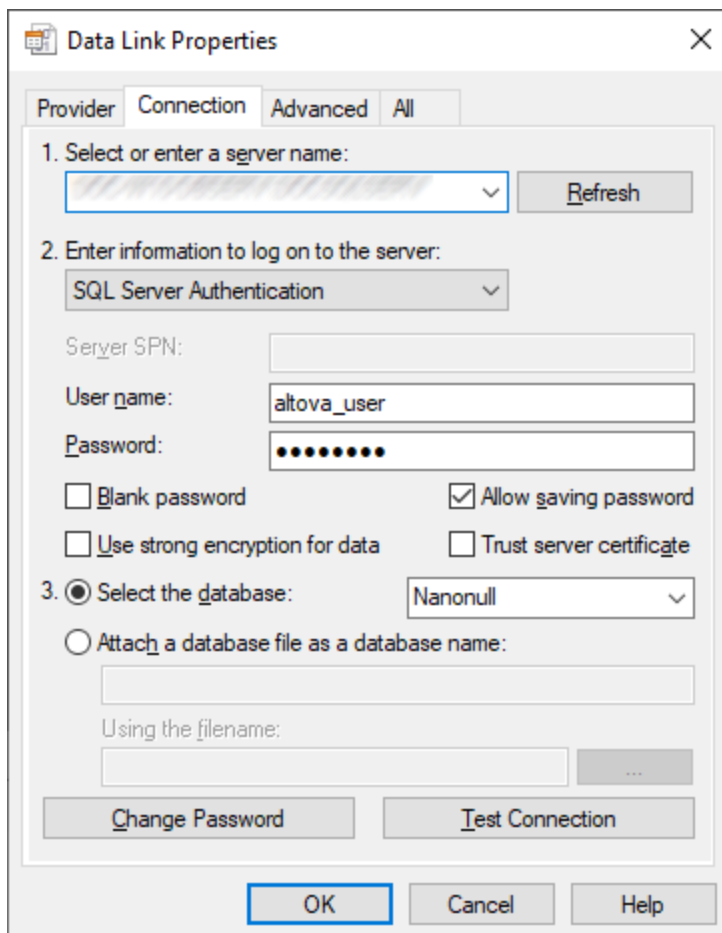 Data Link Properties
Provider Connection Advanced All
1. Select or enter a server name:
Refresh
2. Enter information to log on to the server:
SQL Server Authentication
Server SPN:
User name: altova_user
Password: ●●●●●●●●
Blank password Allow saving password
Use strong encryption for data Trust server certificate
3. Select the database: Nanonull
Attach a database file as a database name:
Using the filename:
...
Change Password Test Connection
OK Cancel Help